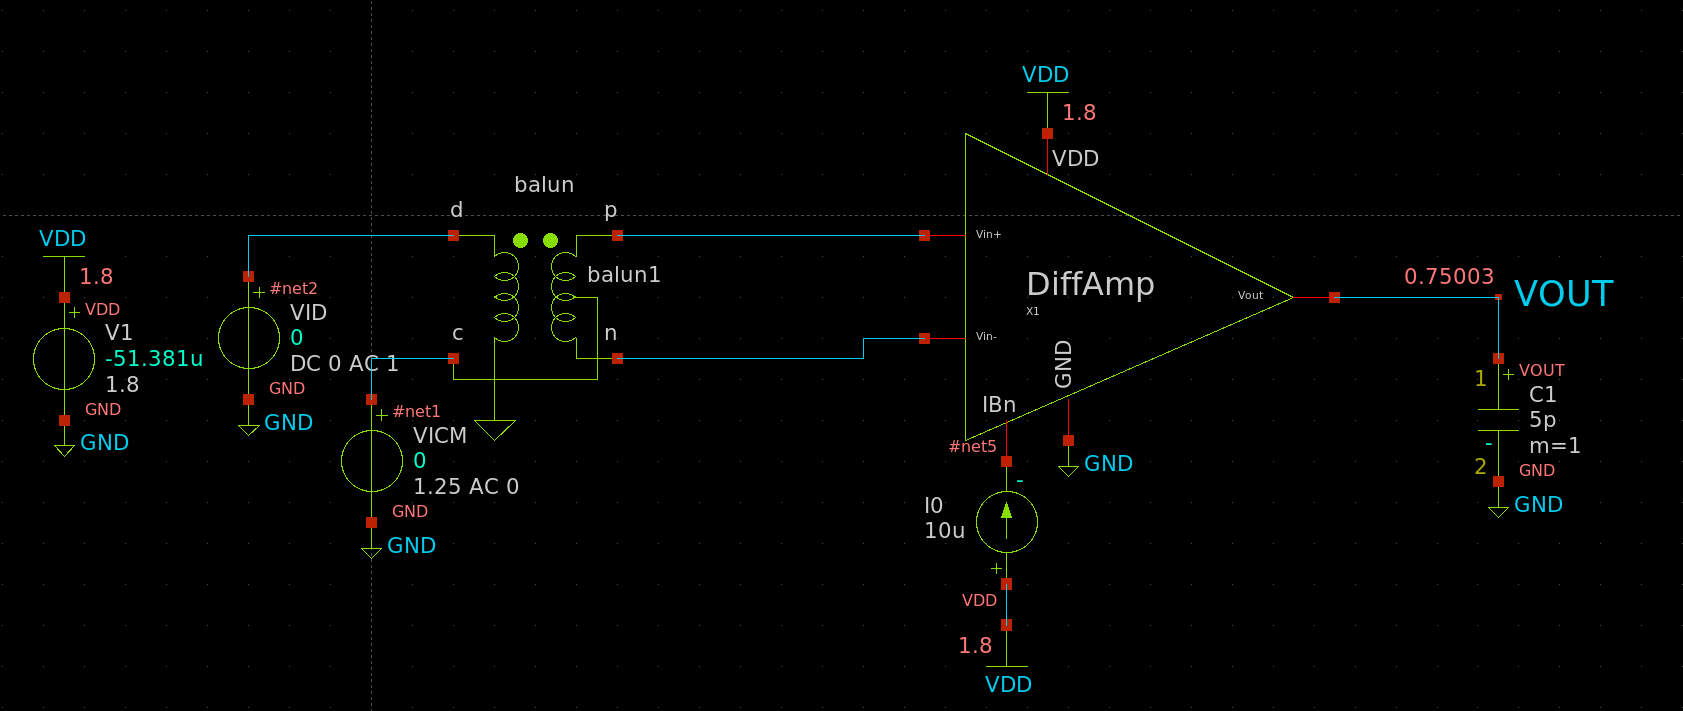 VDD
1.8
VDD
balun
d
p
Vin+
VDD
1.8
VDD
+
V1
-51.381u
1.8
GND
GND
#net2
+
VID
0
DC 0 AC 1
GND
GND
balun1
c
n
#net1
+
VICM
0
1.25 AC 0
GND
GND
DiffAmp
X1
Vin-
Vout
GND
IBn
#net5
GND
-
I0
10u
+
VDD
1.8
VDD
0.75003
VOUT
1
+
VOUT
C1
5p
-
m=1
2
GND
GND